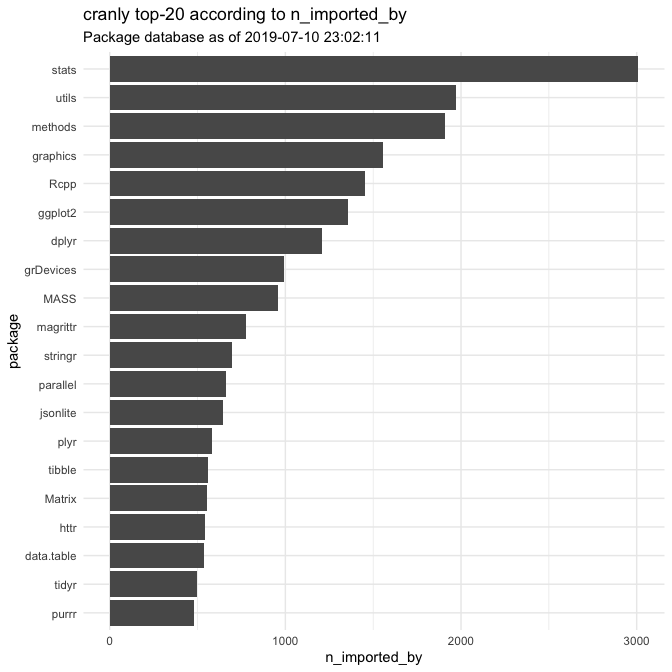 cranly top-20 according to n_imported_by
Package database as of 2019-07-10 23:02:11
stats
utils
methods
graphics
Rcpp
ggplot2
dplyr
grDevices
MASS
magrittr
stringr
parallel
jsonlite
plyr
tibble
Matrix
httr
data.table
tidyr
purrr
package
0 1000 2000 3000
n_imported_by